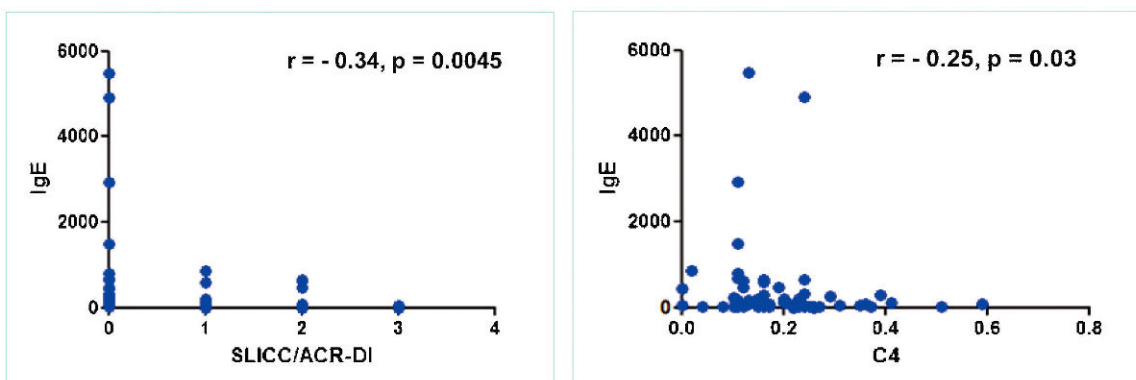 r = - 0.34, p = 0.0045
6000
4000
2000
0
IgE
0 1 2 3 4
SLICC/ACR-DI
r = - 0.25, p = 0.03
6000
4000
2000
0
IgE
0.0 0.2 0.4 0.6 0.8
C4